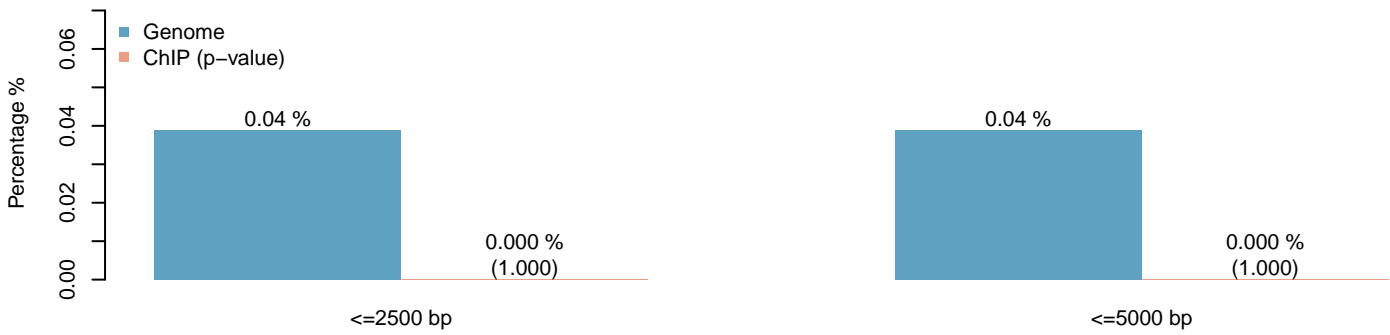 Percentage %
0.06
0.04
0.02
0.00
Genome
ChIP (p−value)
0.04 %
0.000 %
(1.000)
<=2500 bp
0.04 %
0.000 %
(1.000)
<=5000 bp